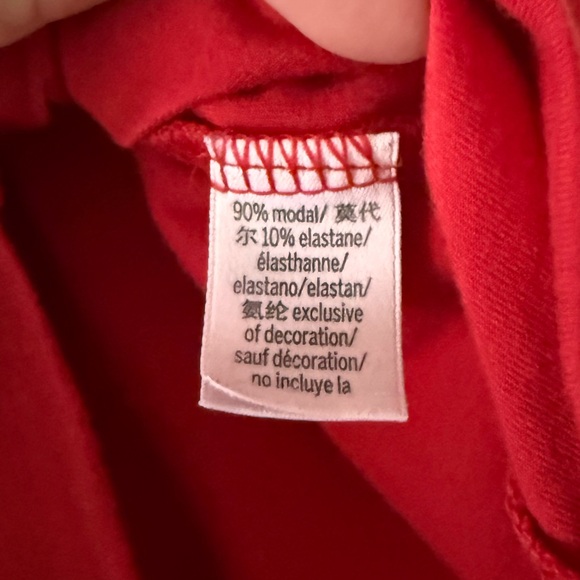 90% modal/ 莫代
尔 10% elastane/
élasthanne/
elastano/elastan/
氨纶 exclusive
of decoration/
sauf décoration/
no incluye la